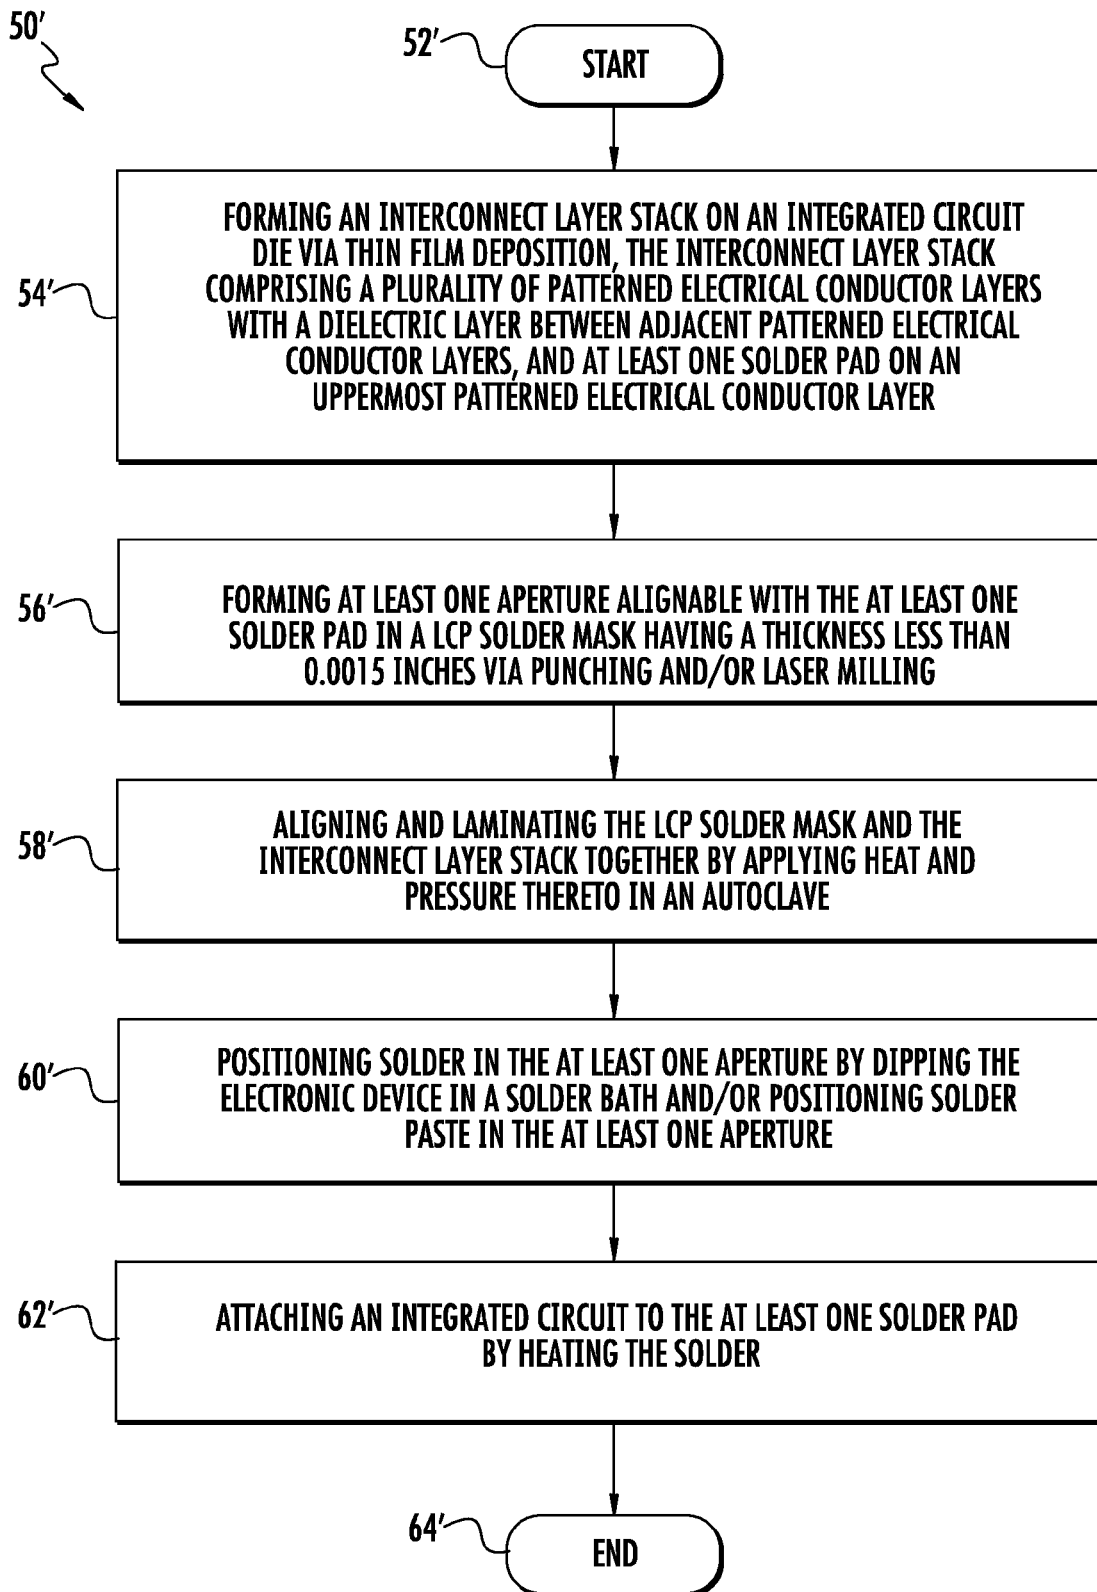 50'
52'
START
54'
FORMING AN INTERCONNECT LAYER STACK ON AN INTEGRATED CIRCUIT
DIE VIA THIN FILM DEPOSITION, THE INTERCONNECT LAYER STACK
COMPRISING A PLURALITY OF PATTERNED ELECTRICAL CONDUCTOR LAYERS
WITH A DIELECTRIC LAYER BETWEEN ADJACENT PATTERNED ELECTRICAL
CONDUCTOR LAYERS, AND AT LEAST ONE SOLDER PAD ON AN
UPPERMOST PATTERNED ELECTRICAL CONDUCTOR LAYER
56'
FORMING AT LEAST ONE APERTURE ALIGNABLE WITH THE AT LEAST ONE
SOLDER PAD IN A LCP SOLDER MASK HAVING A THICKNESS LESS THAN
0.0015 INCHES VIA PUNCHING AND/OR LASER MILLING
58'
ALIGNING AND LAMINATING THE LCP SOLDER MASK AND THE
INTERCONNECT LAYER STACK TOGETHER BY APPLYING HEAT AND
PRESSURE THERETO IN AN AUTOCLAVE
60'
POSITIONING SOLDER IN THE AT LEAST ONE APERTURE BY DIPPING THE
ELECTRONIC DEVICE IN A SOLDER BATH AND/OR POSITIONING SOLDER
PASTE IN THE AT LEAST ONE APERTURE
62'
ATTACHING AN INTEGRATED CIRCUIT TO THE AT LEAST ONE SOLDER PAD
BY HEATING THE SOLDER
64'
END